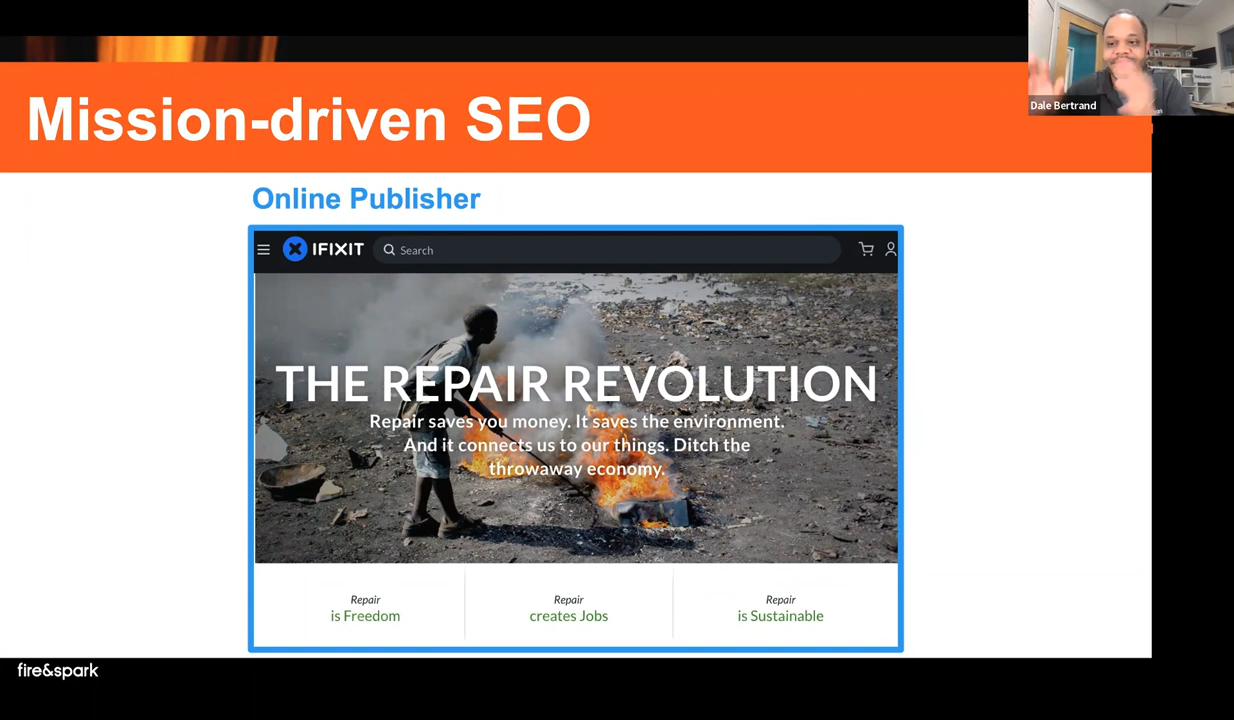 Mission-driven SEO
Dale Bertrand
Online Publisher
IFIXIT
Search
THE REPAIR REVOLUTION
Repair saves you money. It saves the environment.
And it connects us to our things. Ditch the
throwaway economy.
Repair
is Freedom
Repair
creates Jobs
Repair
is Sustainable
fire&spark